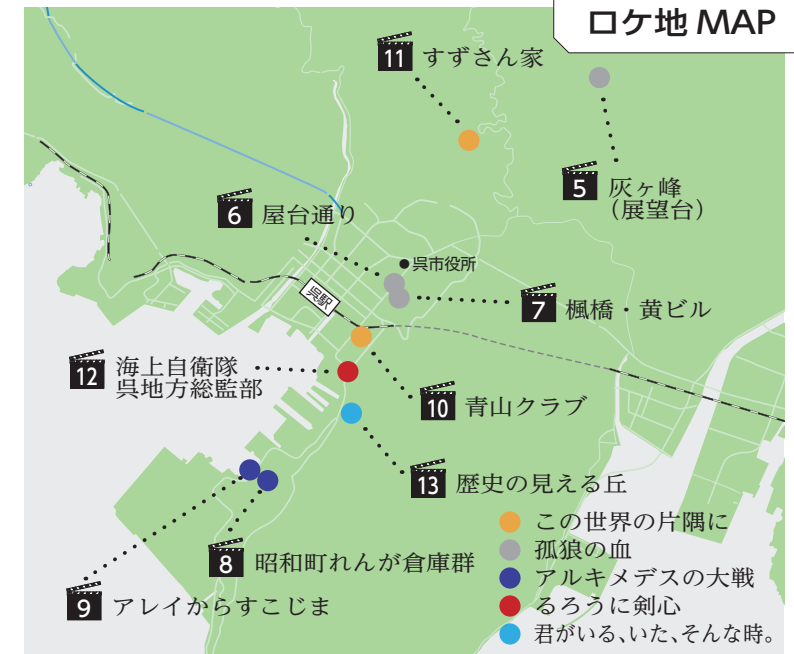 ロケ地 MAP
11 すずさん家
5 灰ヶ峰
（展望台）
6 屋台通り
呉市役所
呉駅
7 楓橋・黄ビル
12 海上自衛隊
呉地方総監部
10 青山クラブ
13 歴史の見える丘
8 昭和町れんが倉庫群
9 アレイからすこじま
この世界の片隅に
孤狼の血
アルキメデスの大戦
るろうに剣心
君がいる、いた、そんな時。